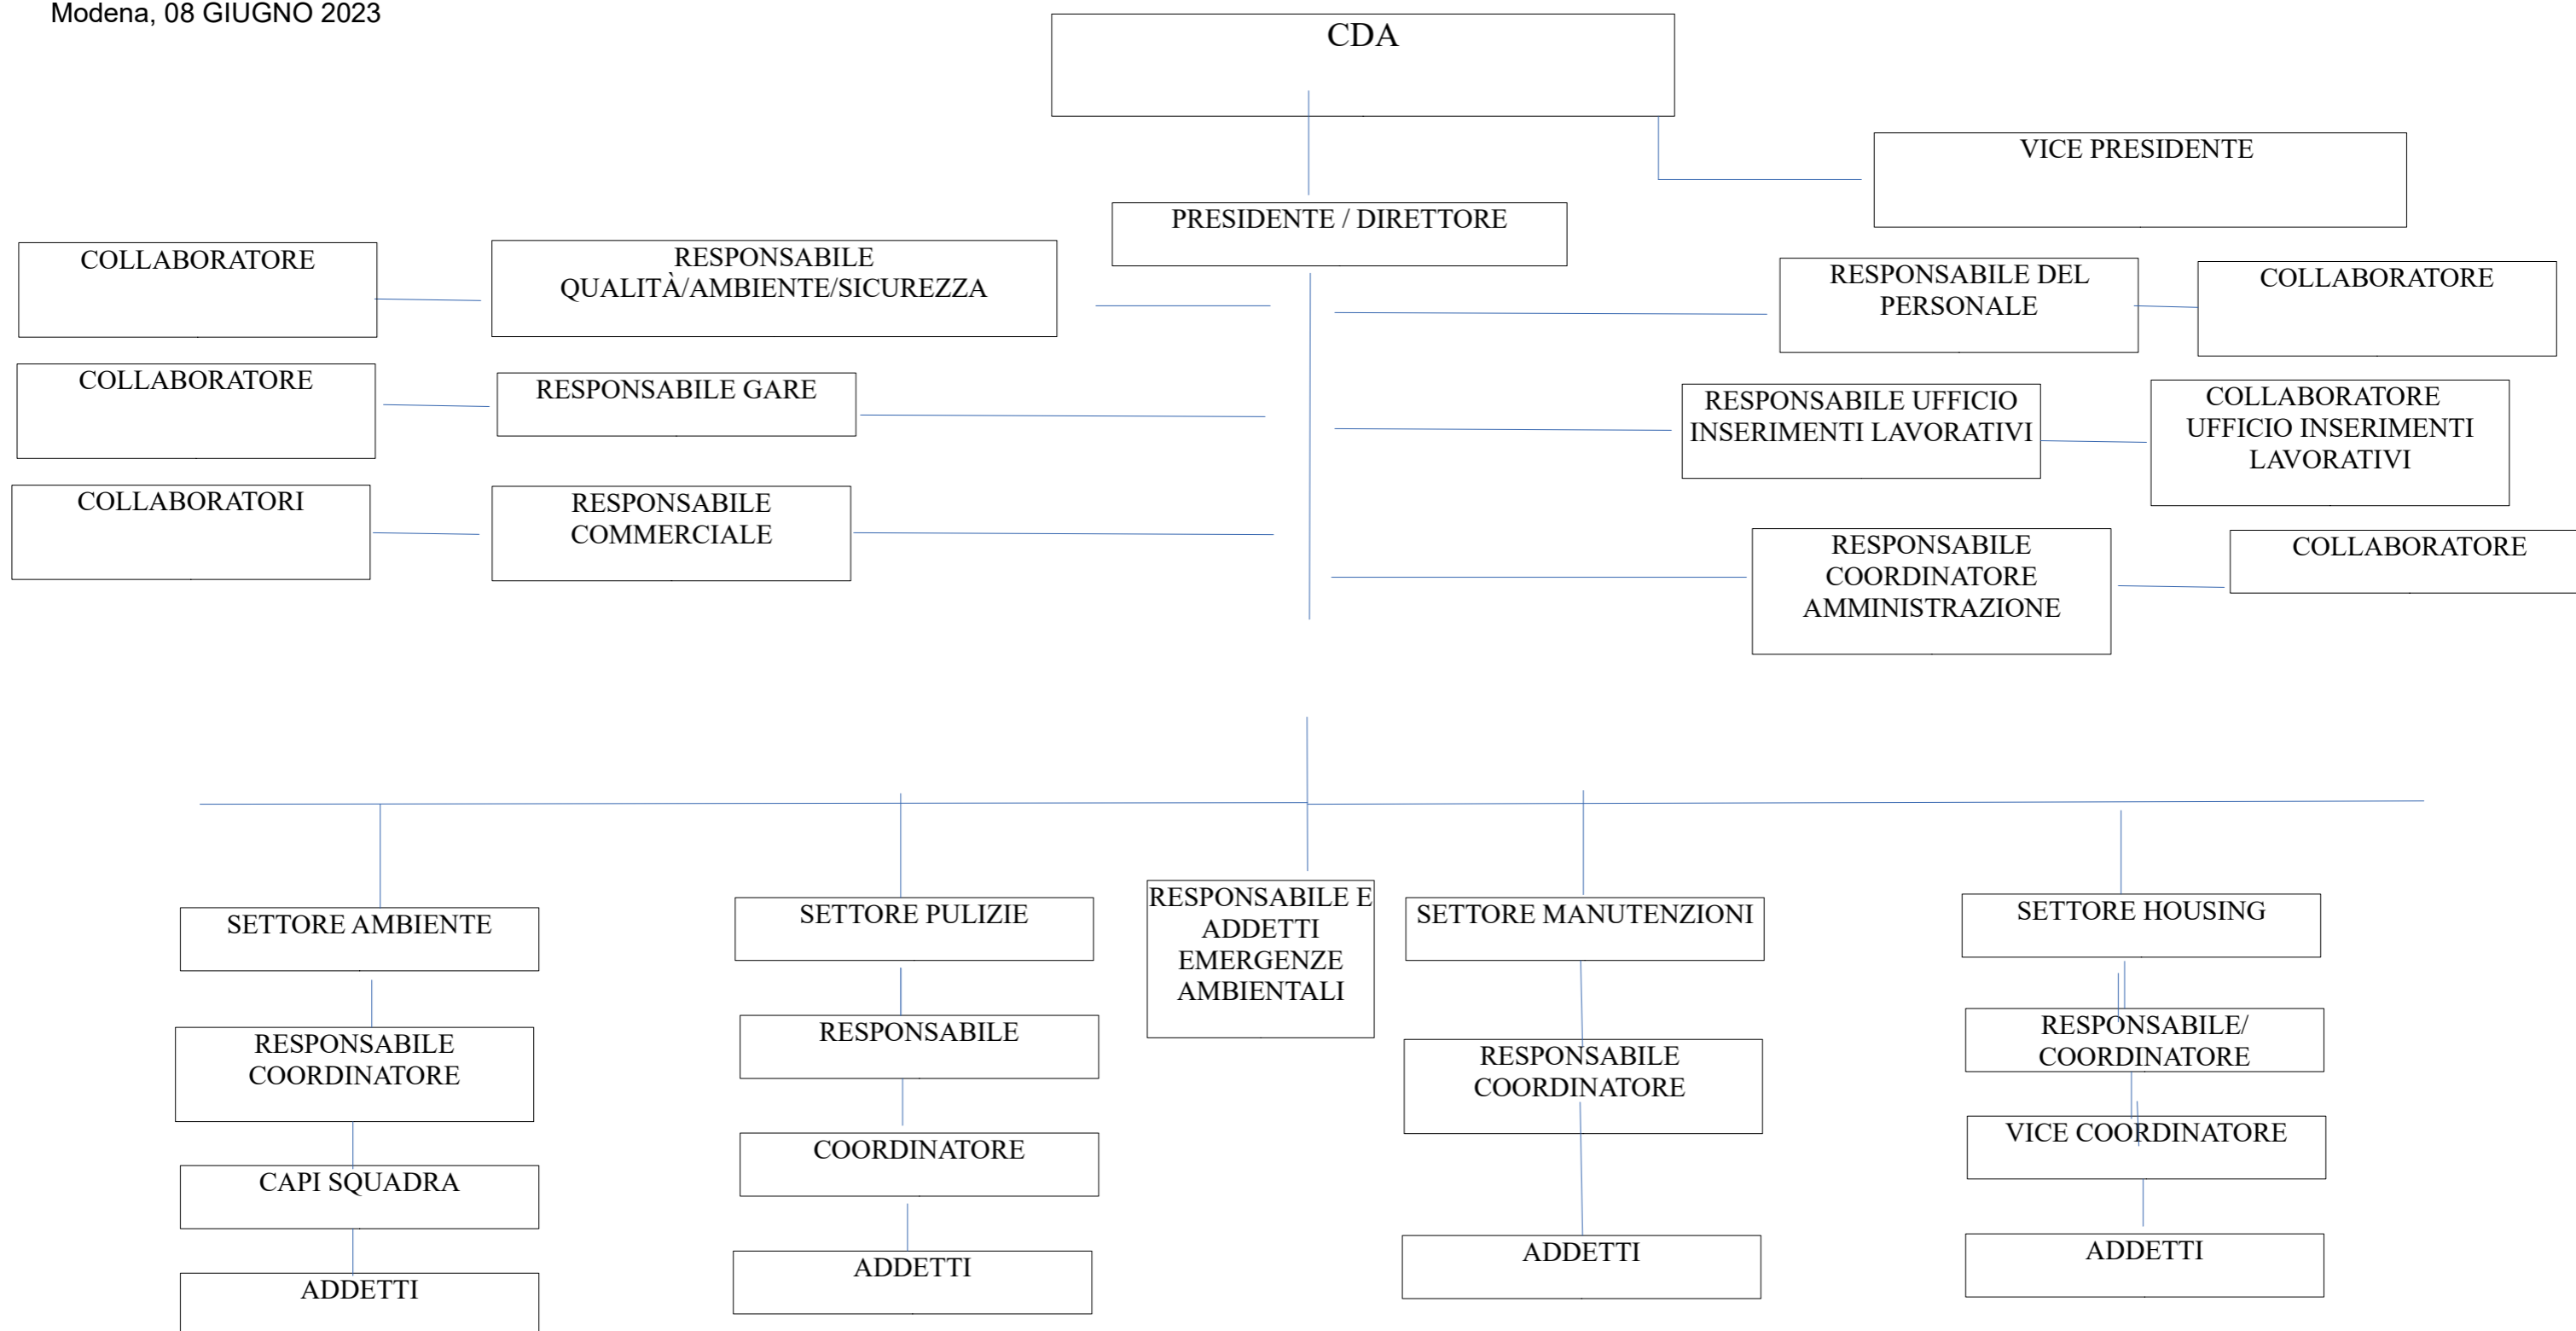 Modena, 08 GIUGNO 2023
CDA
VICE PRESIDENTE
PRESIDENTE / DIRETTORE
COLLABORATORE
RESPONSABILE
QUALITÀ/AMBIENTE/SICUREZZA
RESPONSABILE DEL
PERSONALE
COLLABORATORE
COLLABORATORE
RESPONSABILE GARE
RESPONSABILE UFFICIO
INSERIMENTI LAVORATIVI
COLLABORATORE
UFFICIO INSERIMENTI
LAVORATIVI
COLLABORATORI
RESPONSABILE
COMMERCIALE
RESPONSABILE
COORDINATORE
AMMINISTRAZIONE
COLLABORATORE
SETTORE AMBIENTE
RESPONSABILE
COORDINATORE
CAPI SQUADRA
ADDETTI
SETTORE PULIZIE
RESPONSABILE
COORDINATORE
ADDETTI
RESPONSABILE E
ADDETTI
EMERGENZE
AMBIENTALI
SETTORE MANUTENZIONI
RESPONSABILE
COORDINATORE
ADDETTI
SETTORE HOUSING
RESPONSABILE/
COORDINATORE
VICE COORDINATORE
ADDETTI